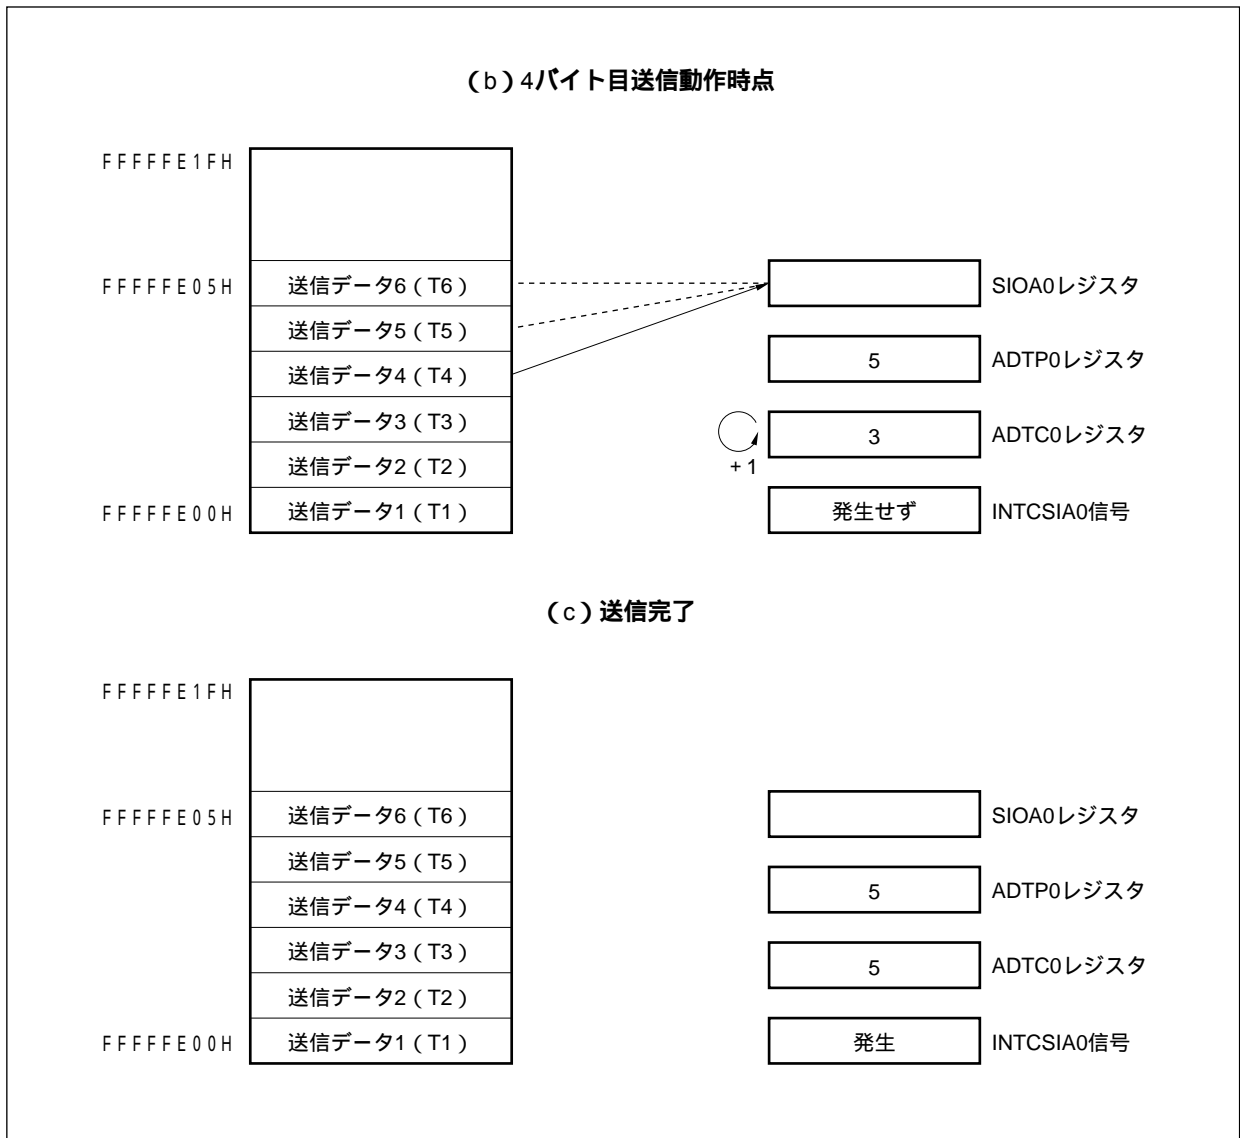 （b）4バイト目送信動作時点
FFFFFE1FH
FFFFFE05H 送信データ6（T6） SIOA0レジスタ
送信データ5（T5）
5 ADTP0レジスタ
送信データ4（T4）
送信データ3（T3）
3 ADTC0レジスタ
+1
送信データ2（T2）
FFFFFE00H 送信データ1（T1） 発生せず INTCSIA0信号
（c）送信完了
FFFFFE1FH
FFFFFE05H 送信データ6（T6） SIOA0レジスタ
送信データ5（T5）
5 ADTP0レジスタ
送信データ4（T4）
送信データ3（T3）
5 ADTC0レジスタ
送信データ2（T2）
FFFFFE00H 送信データ1（T1） 発生 INTCSIA0信号